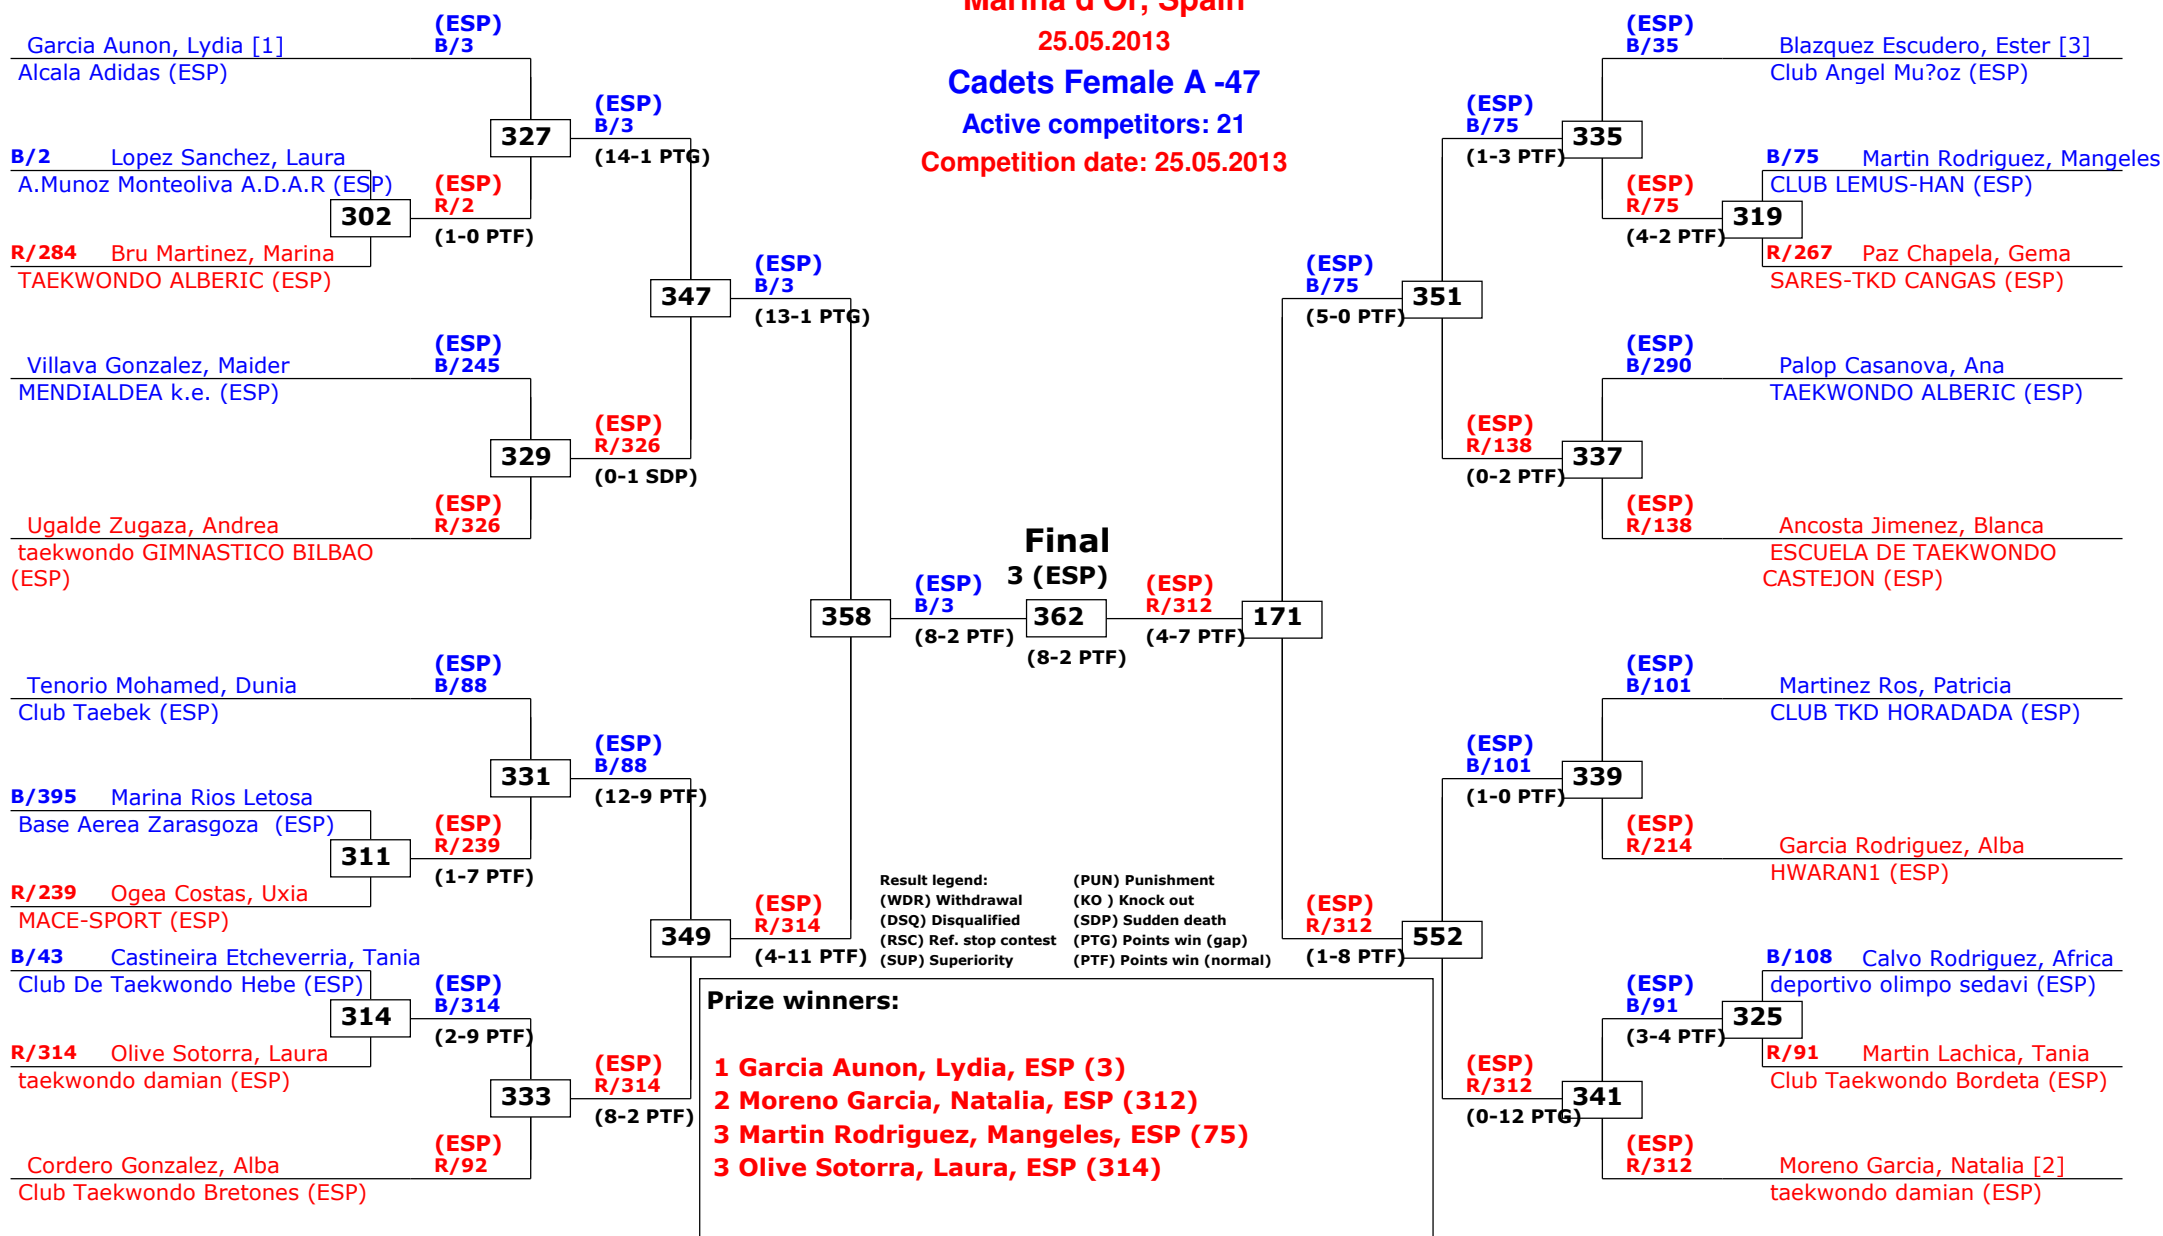 Marina d'Or, Spain
25.05.2013
Cadets Female A -47
Active competitors: 21
Competition date: 25.05.2013
Garcia Aunon, Lydia [1]
Alcala Adidas (ESP)
(ESP)
B/3
B/2 Lopez Sanchez, Laura
A.Munoz Monteoliva A.D.A.R (ESP)
302
R/284 Bru Martinez, Marina
TAEKWONDO ALBERIC (ESP)
(ESP)
R/2
(1-0 PTF)
327
(ESP)
B/3
(14-1 PTG)
Villava Gonzalez, Maider
MENDIALDEA k.e. (ESP)
(ESP)
B/245
329
Ugalde Zugaza, Andrea
taekwondo GIMNASTICO BILBAO
(ESP)
(ESP)
R/326
(ESP)
R/326
(0-1 SDP)
347
(ESP)
B/3
(13-1 PTG)
Tenorio Mohamed, Dunia
Club Taebek (ESP)
(ESP)
B/88
B/395 Marina Rios Letosa
Base Aerea Zarasgoza (ESP)
311
R/239 Ogea Costas, Uxia
MACE-SPORT (ESP)
(ESP)
R/239
(1-7 PTF)
331
(ESP)
B/88
(12-9 PTF)
B/43 Castineira Etcheverria, Tania
Club De Taekwondo Hebe (ESP)
314
R/314 Olive Sotorra, Laura
taekwondo damian (ESP)
(ESP)
B/314
(2-9 PTF)
333
Cordero Gonzalez, Alba
Club Taekwondo Bretones (ESP)
(ESP)
R/92
(ESP)
R/314
(8-2 PTF)
349
(ESP)
R/314
(4-11 PTF)
358
(ESP)
B/3
(8-2 PTF)
Final
3 (ESP)
362
(8-2 PTF)
(ESP)
R/312
(4-7 PTF)
171
(ESP)
B/75
(5-0 PTF)
351
(ESP)
B/75
(1-3 PTF)
335
(ESP)
B/35
Blazquez Escudero, Ester [3]
Club Angel Mu?oz (ESP)
(ESP)
R/75
(4-2 PTF)
319
B/75 Martin Rodriguez, Mangeles
CLUB LEMUS-HAN (ESP)
R/267 Paz Chapela, Gema
SARES-TKD CANGAS (ESP)
(ESP)
R/138
(0-2 PTF)
337
(ESP)
B/290
Palop Casanova, Ana
TAEKWONDO ALBERIC (ESP)
(ESP)
R/138
Ancosta Jimenez, Blanca
ESCUELA DE TAEKWONDO
CASTEJON (ESP)
(ESP)
R/312
(1-8 PTF)
552
(ESP)
B/101
(1-0 PTF)
339
(ESP)
B/101
Martinez Ros, Patricia
CLUB TKD HORADADA (ESP)
(ESP)
R/214
Garcia Rodriguez, Alba
HWARAN1 (ESP)
(ESP)
R/312
(0-12 PTG)
341
(ESP)
B/91
(3-4 PTF)
325
B/108 Calvo Rodriguez, Africa
deportivo olimpo sedavi (ESP)
R/91 Martin Lachica, Tania
Club Taekwondo Bordeta (ESP)
(ESP)
R/312
Moreno Garcia, Natalia [2]
taekwondo damian (ESP)
Result legend: (PUN) Punishment
(WDR) Withdrawal (KO ) Knock out
(DSQ) Disqualified (SDP) Sudden death
(RSC) Ref. stop contest (PTG) Points win (gap)
(SUP) Superiority (PTF) Points win (normal)
Prize winners:
1 Garcia Aunon, Lydia, ESP (3)
2 Moreno Garcia, Natalia, ESP (312)
3 Martin Rodriguez, Mangeles, ESP (75)
3 Olive Sotorra, Laura, ESP (314)